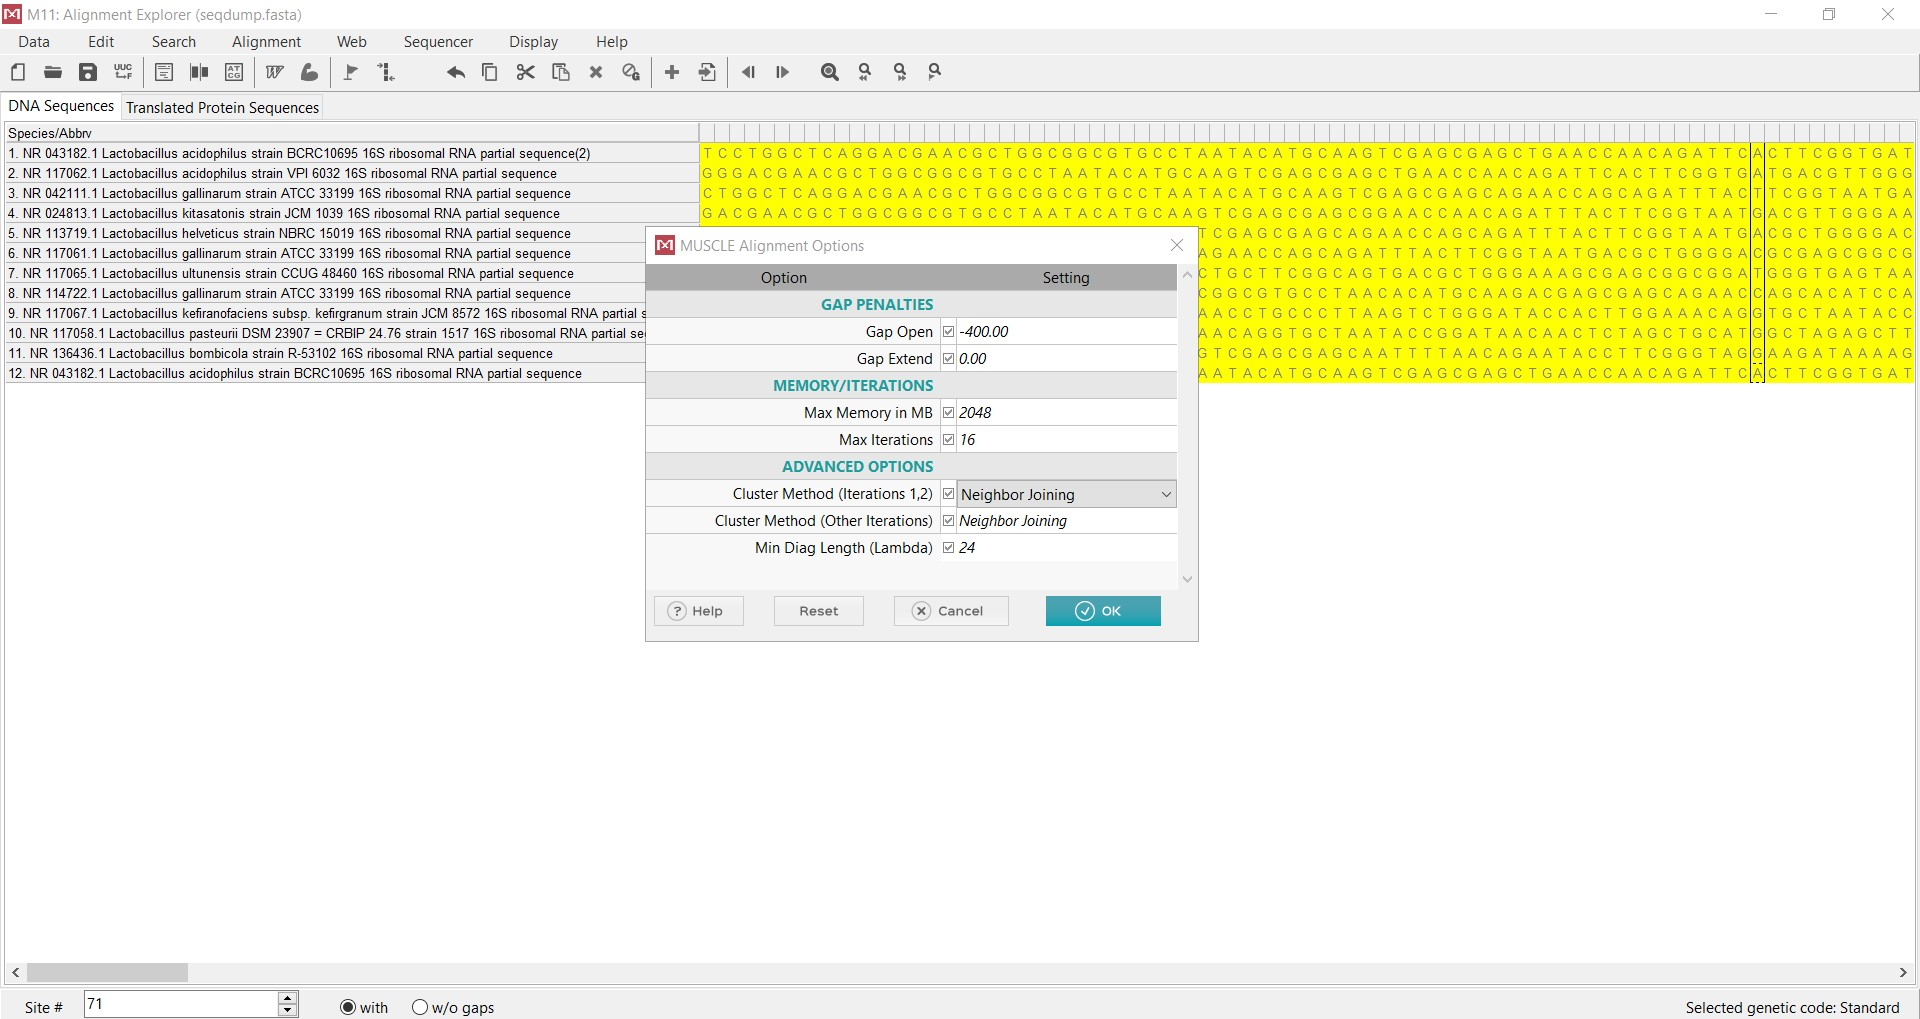 M11: Alignment Explorer (seqdump.fasta)
Data Edit Search Alignment Web Sequencer Display Help
DNA Sequences Translated Protein Sequences
Species/Abbrv
1. NR 043182.1 Lactobacillus acidophilus strain BCRC10695 16S ribosomal RNA partial sequence(2)
2. NR 117062.1 Lactobacillus acidophilus strain VPI 6032 16S ribosomal RNA partial sequence
3. NR 042111.1 Lactobacillus gallinarum strain ATCC 33199 16S ribosomal RNA partial sequence
4. NR 024813.1 Lactobacillus kitasatonis strain JCM 1039 16S ribosomal RNA partial sequence
5. NR 113719.1 Lactobacillus helveticus strain NBRC 15019 16S ribosomal RNA partial sequence
6. NR 117061.1 Lactobacillus gallinarum strain ATCC 33199 16S ribosomal RNA partial sequence
7. NR 117065.1 Lactobacillus ultunensis strain CCUG 48460 16S ribosomal RNA partial sequence
8. NR 114722.1 Lactobacillus gallinarum strain ATCC 33199 16S ribosomal RNA partial sequence
9. NR 117067.1 Lactobacillus kefiranofaciens subsp. kefirgranum strain JCM 8572 16S ribosomal RNA partial s
10. NR 117058.1 Lactobacillus pasteurii DSM 23907 = CRBIP 24.76 strain 1517 16S ribosomal RNA partial se
11. NR 136436.1 Lactobacillus bombicola strain R-53102 16S ribosomal RNA partial sequence
12. NR 043182.1 Lactobacillus acidophilus strain BCRC10695 16S ribosomal RNA partial sequence
T C C T G G C T C A G G A C G A A C G C T G G C G G C G T G C C T A A T A C A T G C A A G T C G A G C G A G C T G A A C C A A C A G A T T C A C T T C G G T G A T
G G G A C G A A C G C T G G C G G C G T G C C T A A T A C A T G C A A G T C G A G C G A G C T G A A C C A A C A G A T T C A C T T C G G T G A T G A C G T T G G G
C T G G C T C A G G A C G A A C G C T G G C G G C G T G C C T A A T A C A T G C A A G T C G A G C G A G C A G A A C C A G C A G A T T T A C T T C G G T A A T G A
G A C G A A C G C T G G C G G C G T G C C T A A T A C A T G C A A G T C G A G C G A G C G G A A C C A A C A G A T T T A C T T C G G T A A T G A C G T T G G G A A
T C G A G C G A G C A G A A C C A G C A G A T T T A C T T C G G T A A T G A C G C T G G G G A C
A G A A C C A G C A G A T T T A C T T C G G T A A T G A C G C T G G G G A C G C G A G C G
C T G C T T C G G C A G T G A C G C T G G G A A A G C G A G C G G C G G A T G G G T G A G T A A
C G G C G T G C C T A A C A C A T G C A A G A C G A G C G A G C A G A A C C A G C A C A T C C A
A A C C T G C C C T T A A G T C T G G G A T A C C A T T T G G A A A C A G G T G C T A A T A C C
A A C A G G T G C T A A T A C C G G A T A A C A A C T C T A G C T G C A T G G C T A G A G C T T
G T C G A G C G A G C A A T T T T A A C A G A A T A C C T T C G G G T A G G A A G A T A A A A G
A A T A C A T G C A A G T C G A G C G A G C T G A A C C A A C A G A T T C A C T T C G G T G A T
MUSCLE Alignment Options
Option Setting
GAP PENALTIES
Gap Open -400.00
Gap Extend 0.00
MEMORY/ITERATIONS
Max Memory in MB 2048
Max Iterations 16
ADVANCED OPTIONS
Cluster Method (Iterations 1,2) Neighbor Joining
Cluster Method (Other Iterations) Neighbor Joining
Min Diag Length (Lambda) 24
Help Reset Cancel OK
Site # 71 with w/o gaps Selected genetic code: Standard